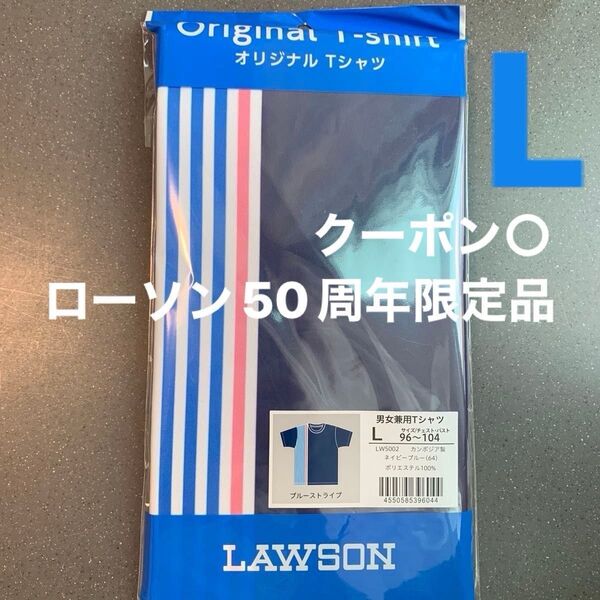 Original T-shirt
オリジナル Tシャツ
L
クーポン〇
ローソン50周年限定品
男女兼用Tシャツ
L サイズ/チェスト・バスト 96〜104
LW5002 カンボジア製
ネイビーブルー(64)
ポリエステル100%
ブルーストライプ
4550585396044
LAWSON